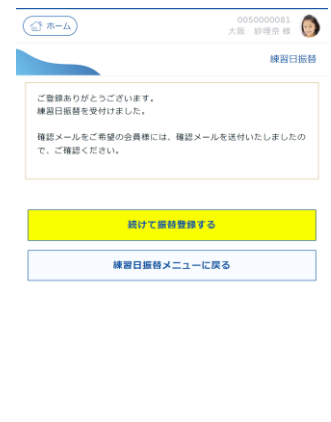 ホーム
0050000081
大阪 紗理奈 様
練習日振替
ご登録ありがとうございます。
練習日振替を受付けました。
確認メールをご希望の会員様には、確認メールを送付いたしましたの
で、ご確認ください。
続けて振替登録する
練習日振替メニューに戻る